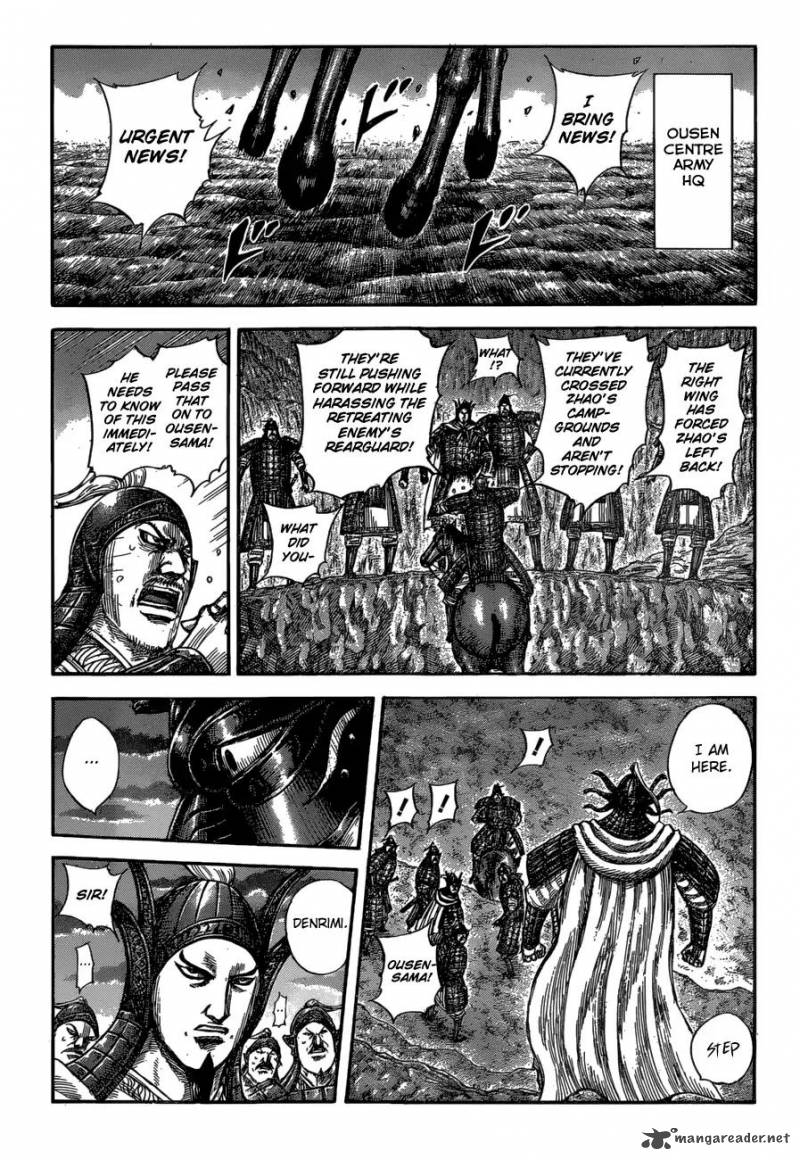 OUSEN
CENTRE
ARMY
HQ
I
BRING
NEWS!
ド
URGENT
NEWS!
ド
ド
THE
RIGHT
WING
HAS
FORCED
ZHAO'S
LEFT
BACK!
THEY'VE
CURRENTLY
CROSSED
ZHAO'S
CAMP-
GROUNDS
AND
AREN'T
STOPPING!
WHAT
!?
THEY'RE
STILL PUSHING
FORWARD WHILE
HARASSING THE
RETREATING
ENEMY'S
REARGUARD!
WHAT
DID
YOU-
PLEASE
PASS
THAT
ON TO
OUSEN-
SAMA!
HE
NEEDS
TO KNOW
OF THIS
IMMEDI-
ATELY!
I AM
HERE.
!
!
!
OUSEN-
SAMA!
STEP
...
DENRIMI.
SIR!
...
...
mangareader.net